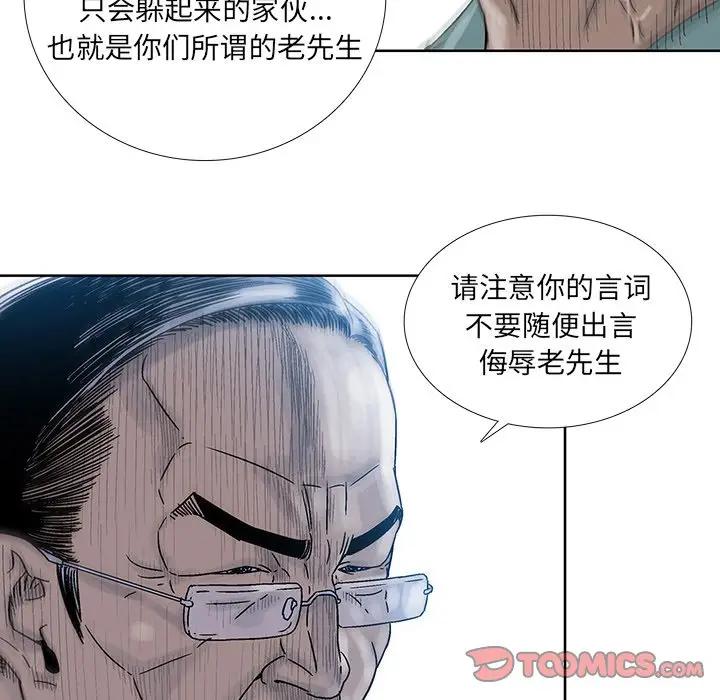 只会躲起来的家伙...
也就是你们所谓的老先生
请注意你的言词
不要随便出言
侮辱老先生
TOOMICS.COM